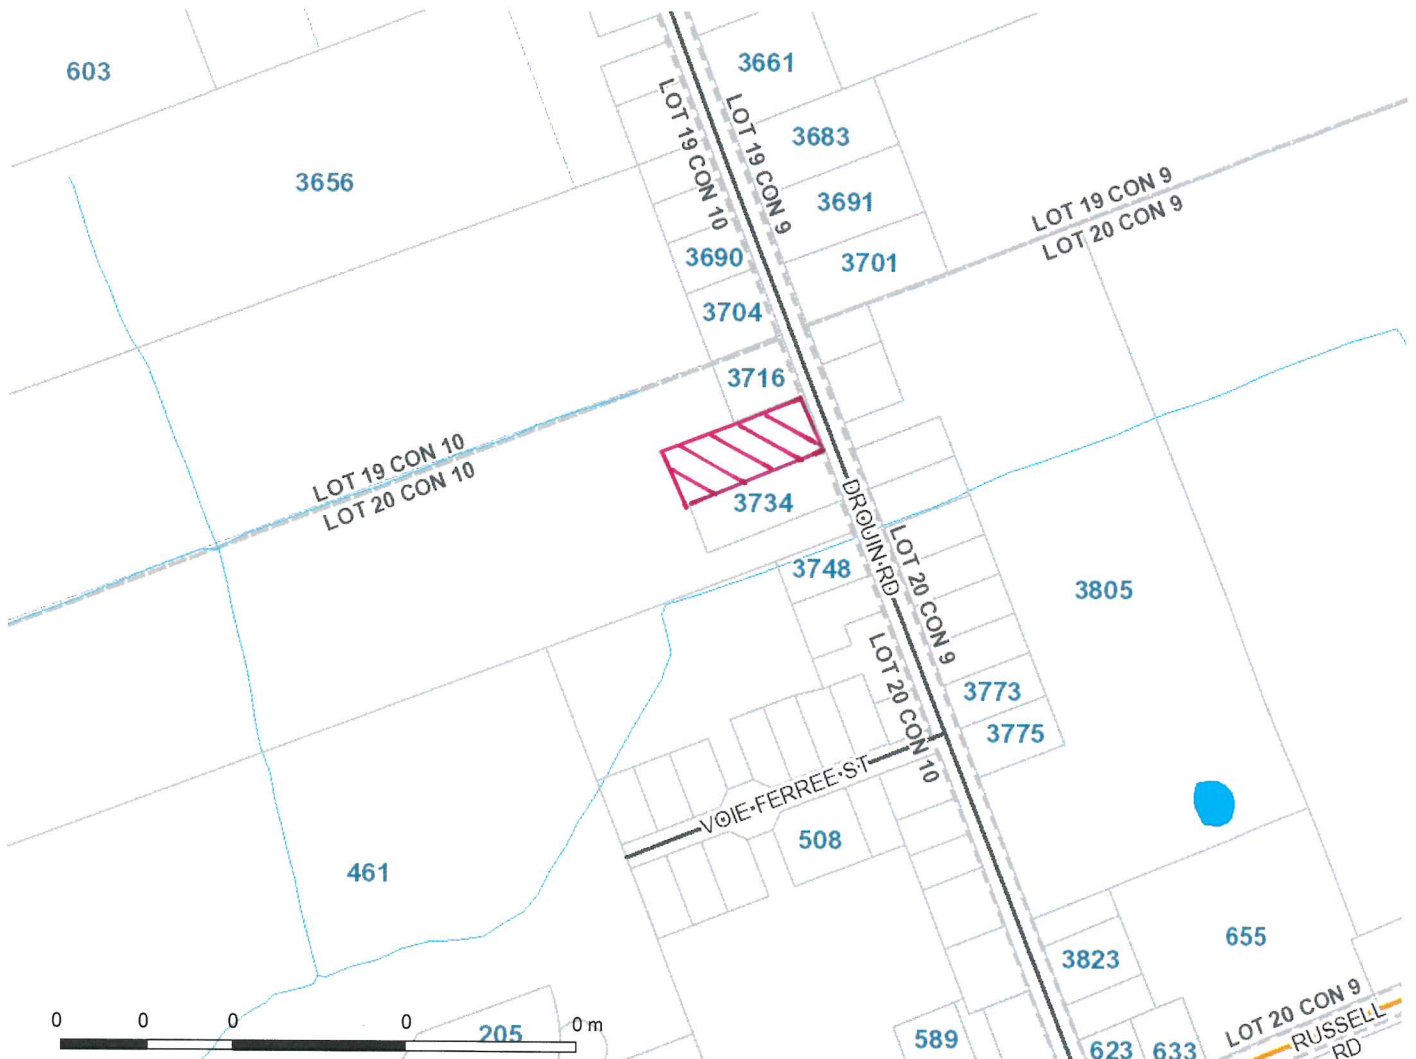 603
3661
3683
3656
LOT 19 CON 10
LOT 19 CON 9
3691
LOT 19 CON 9
LOT 20 CON 9
3690
3701
3704
3716
LOT 19 CON 10
LOT 20 CON 10
3734
DROUIN RD
3748
LOT 20 CON 9
3805
LOT 20 CON 10
3773
3775
VOIE FERREE ST
508
461
3823
655
LOT 20 CON 9
RUSSELL RD
0 0 0 0 0 m
205
589
623
633